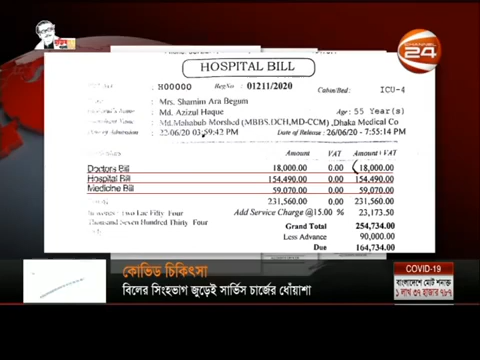 CHANNEL 24
HOSPITAL BILL
H00000 RegNo : 01211/2020 Cabin/Bed : ICU-4
Mrs. Shamim Ara Begum
Md. Azizul Haque Age : 55 Year(s)
Md.Mahabub Morshed (MBBS.DCH,MD-CCM) ,Dhaka Medical Co
22/06/20 03:59:42 PM Date of Release : 26/06/20 - 7:55:14 PM
Amount VAT Amount+VAT
Doctors Bill 18,000.00 0.00 18,000.00
Hospital Bill 154,490.00 0.00 154,490.00
Medicine Bill 59,070.00 0.00 59,070.00
231,560.00 0.00 231,560.00
Two Lac Fifty Four Add Service Charge @15.00 % 23,173.50
Thousand Seven Hundred Thirty Four Grand Total 254,734.00
Less Advance 90,000.00
Due 164,734.00
কোভিড চিকিৎসা
বিলের সিংহভাগ জুড়েই সার্ভিস চার্জের ধোঁয়াশা
COVID-19
বাংলাদেশে মোট শনাক্ত
১ লাখ ৩৭ হাজার ৭৮৭